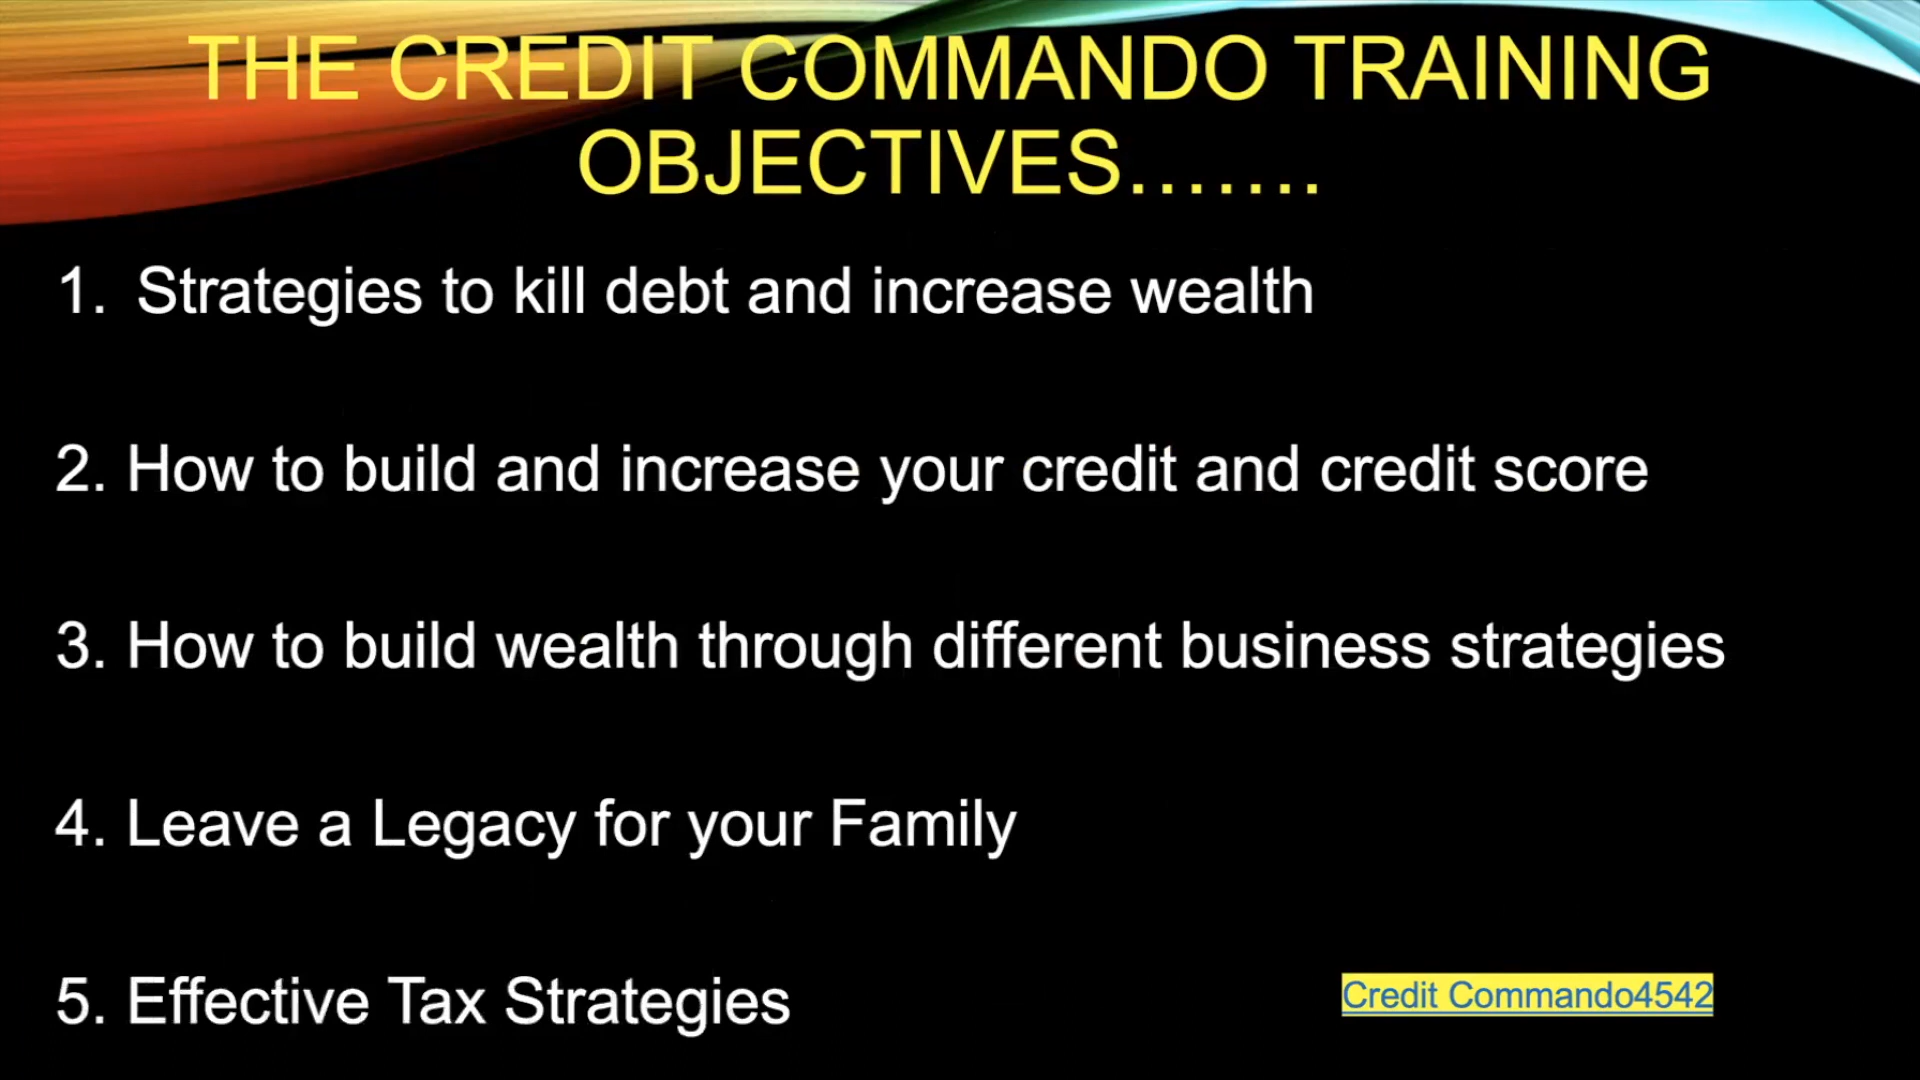 THE CREDIT COMMANDO TRAINING
OBJECTIVES…….
1. Strategies to kill debt and increase wealth
2. How to build and increase your credit and credit score
3. How to build wealth through different business strategies
4. Leave a Legacy for your Family
5. Effective Tax Strategies
Credit Commando4542